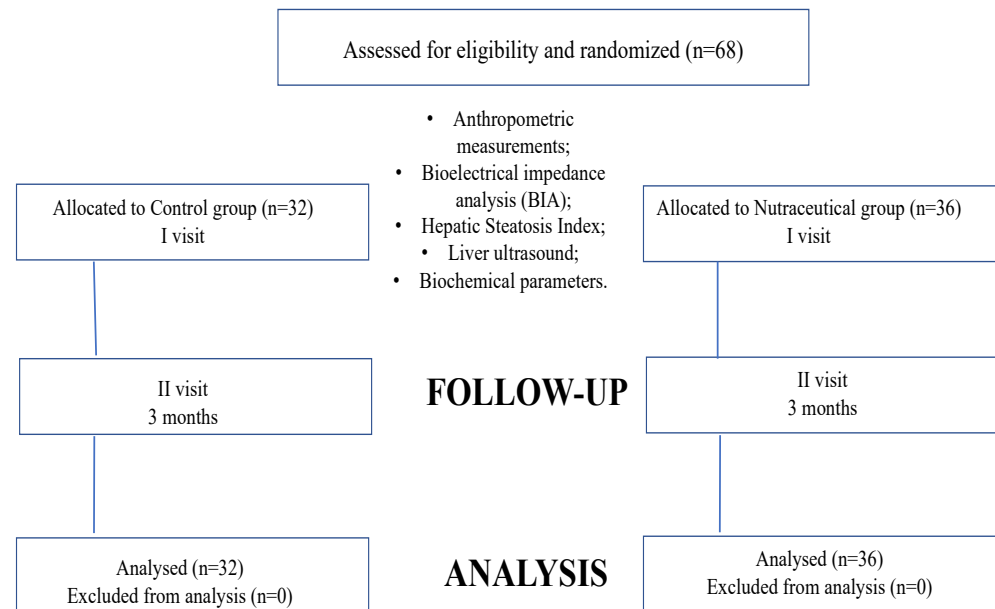 Assessed for eligibility and randomized (n=68)
• Anthropometric
measurements;
• Bioelectrical impedance
analysis (BIA);
• Hepatic Steatosis Index;
• Liver ultrasound;
• Biochemical parameters.
Allocated to Control group (n=32)
I visit
Allocated to Nutraceutical group (n=36)
I visit
II visit
3 months
FOLLOW-UP
II visit
3 months
Analysed (n=32)
Excluded from analysis (n=0)
ANALYSIS
Analysed (n=36)
Excluded from analysis (n=0)